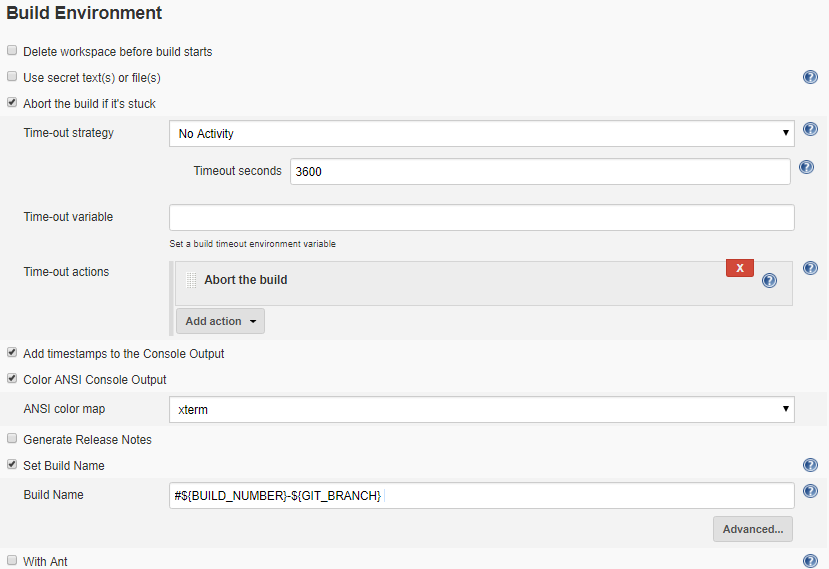 Build Environment
Delete workspace before build starts
Use secret text(s) or file(s)
Abort the build if it's stuck
Time-out strategy No Activity
Timeout seconds 3600
Time-out variable
Set a build timeout environment variable
Time-out actions Abort the build X
Add action
Add timestamps to the Console Output
Color ANSI Console Output
ANSI color map xterm
Generate Release Notes
Set Build Name
Build Name #${BUILD_NUMBER}-${GIT_BRANCH}
Advanced...
With Ant